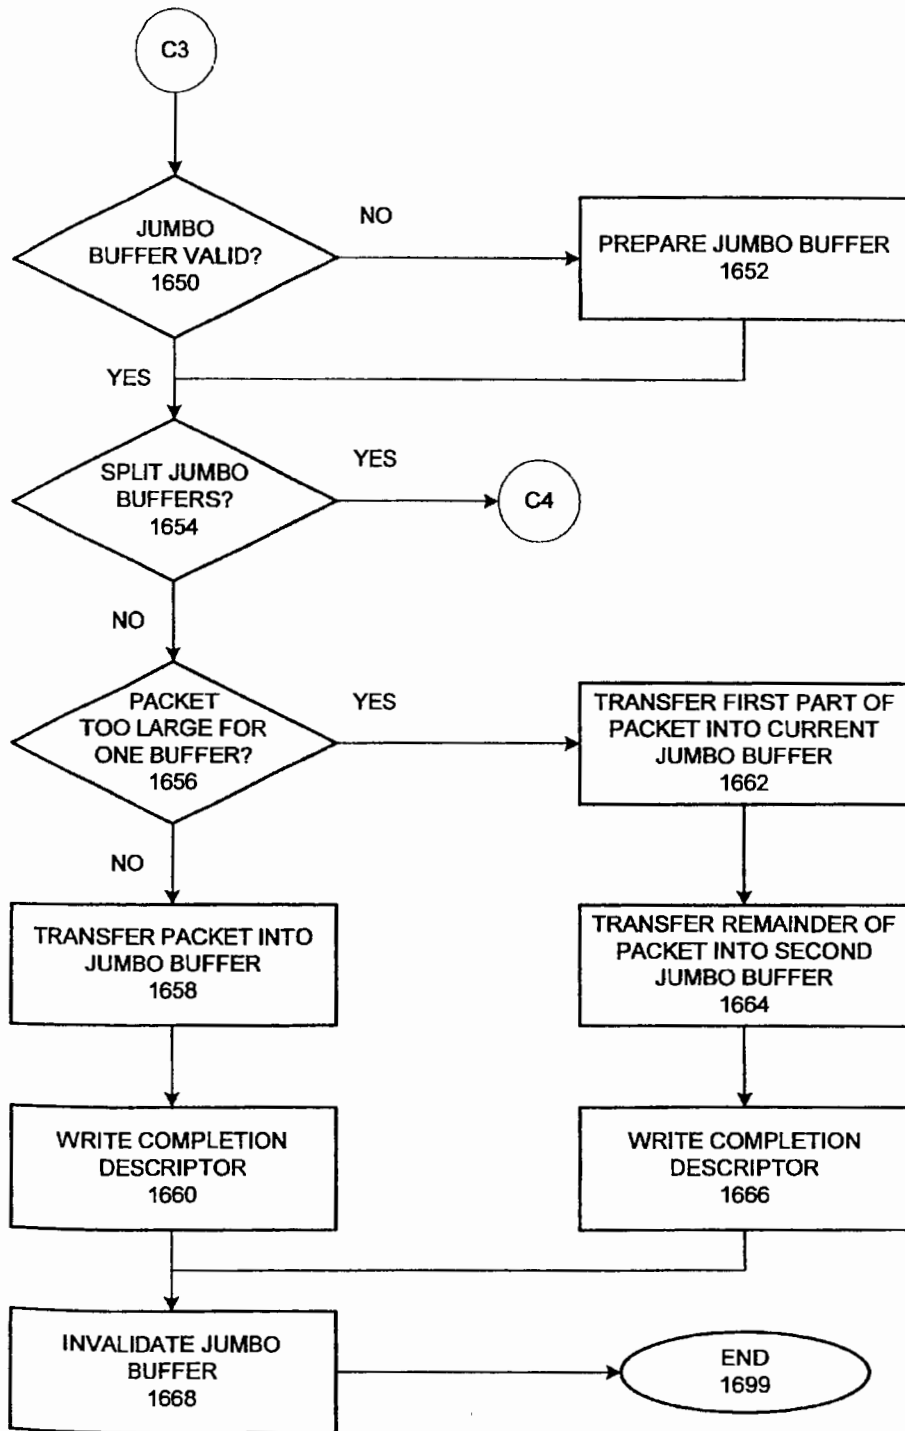 C3
JUMBO
BUFFER VALID?
1650
NO
PREPARE JUMBO BUFFER
1652
YES
SPLIT JUMBO
BUFFERS?
1654
YES
C4
NO
PACKET
TOO LARGE FOR
ONE BUFFER?
1656
YES
TRANSFER FIRST PART OF
PACKET INTO CURRENT
JUMBO BUFFER
1662
NO
TRANSFER PACKET INTO
JUMBO BUFFER
1658
TRANSFER REMAINDER OF
PACKET INTO SECOND
JUMBO BUFFER
1664
WRITE COMPLETION
DESCRIPTOR
1660
WRITE COMPLETION
DESCRIPTOR
1666
INVALIDATE JUMBO
BUFFER
1668
END
1699